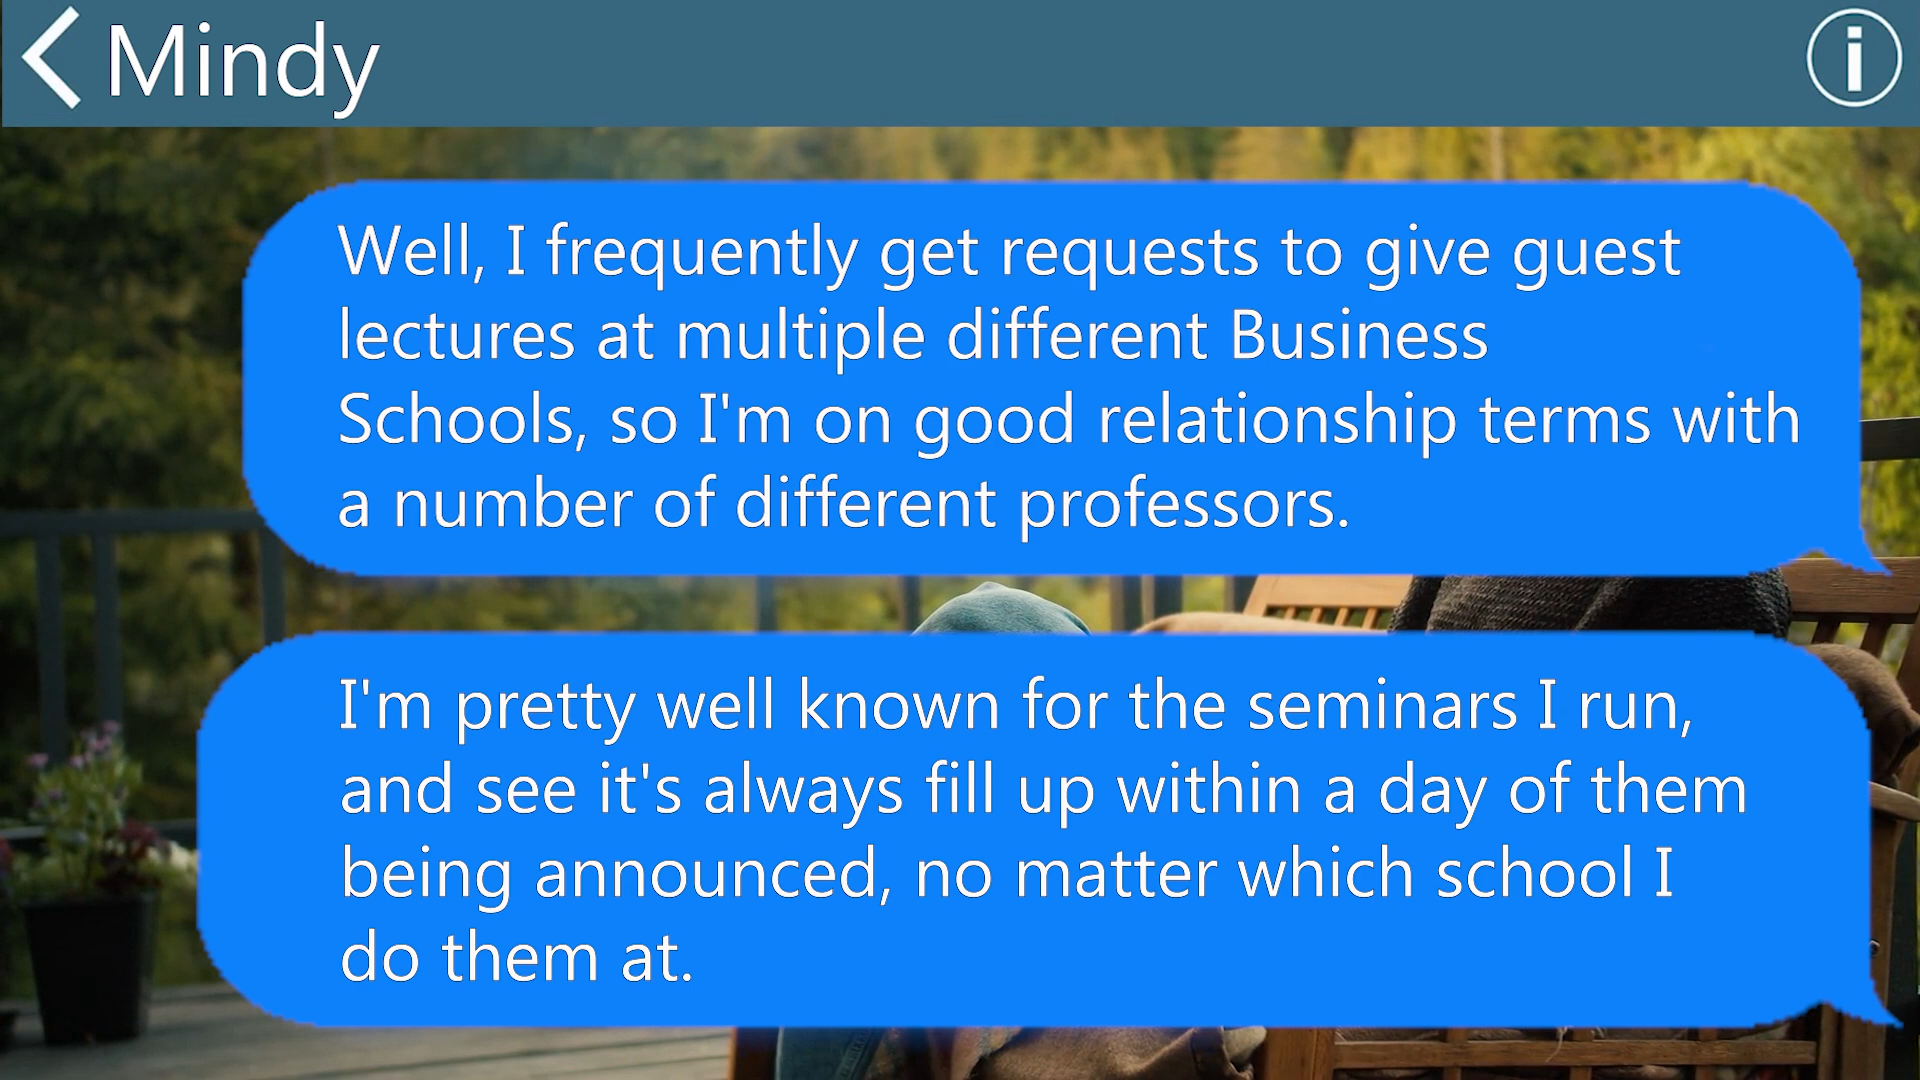 Mindy
Well, I frequently get requests to give guest
lectures at multiple different Business
Schools, so I'm on good relationship terms with
a number of different professors.
I'm pretty well known for the seminars I run,
and see it's always fill up within a day of them
being announced, no matter which school I
do them at.